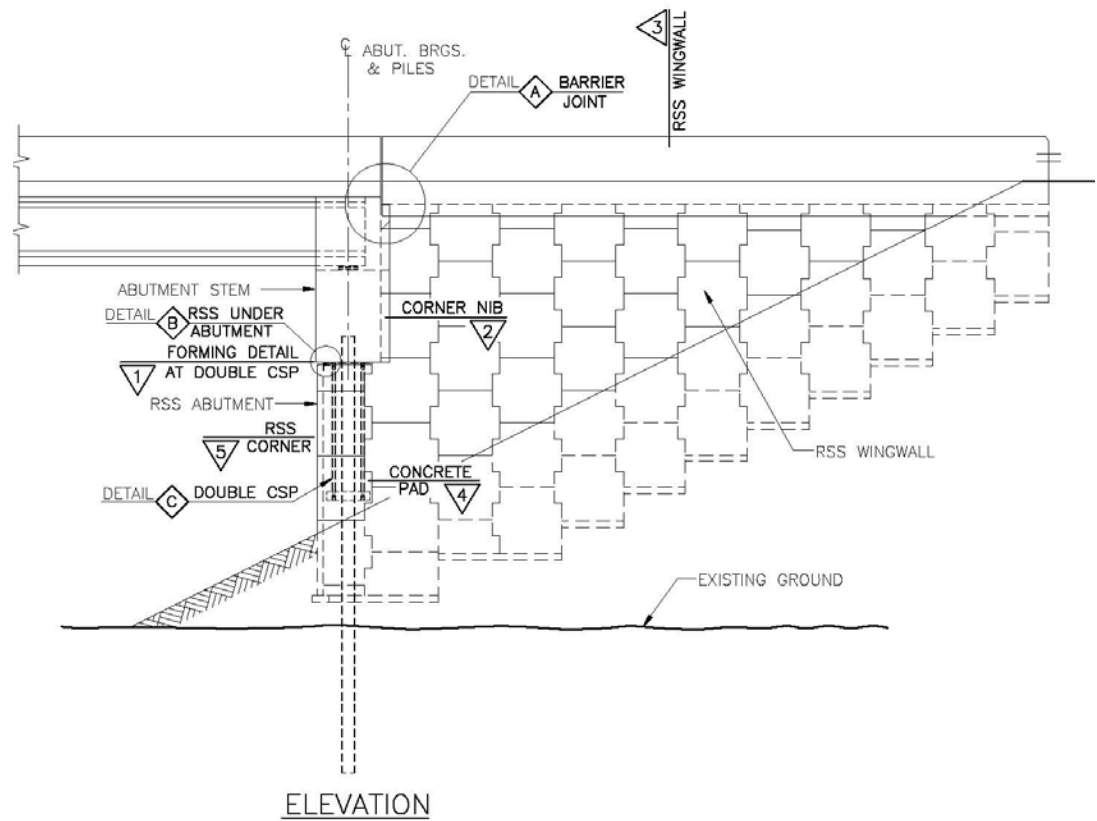 ℄ ABUT. BRGS.
& PILES
3
RSS WINGWALL
DETAIL A BARRIER
JOINT
ABUTMENT STEM
DETAIL B RSS UNDER
ABUTMENT
CORNER NIB
2
FORMING DETAIL
1 AT DOUBLE CSP
RSS ABUTMENT
RSS
5 CORNER
RSS WINGWALL
DETAIL C DOUBLE CSP
CONCRETE
PAD 4
EXISTING GROUND
ELEVATION